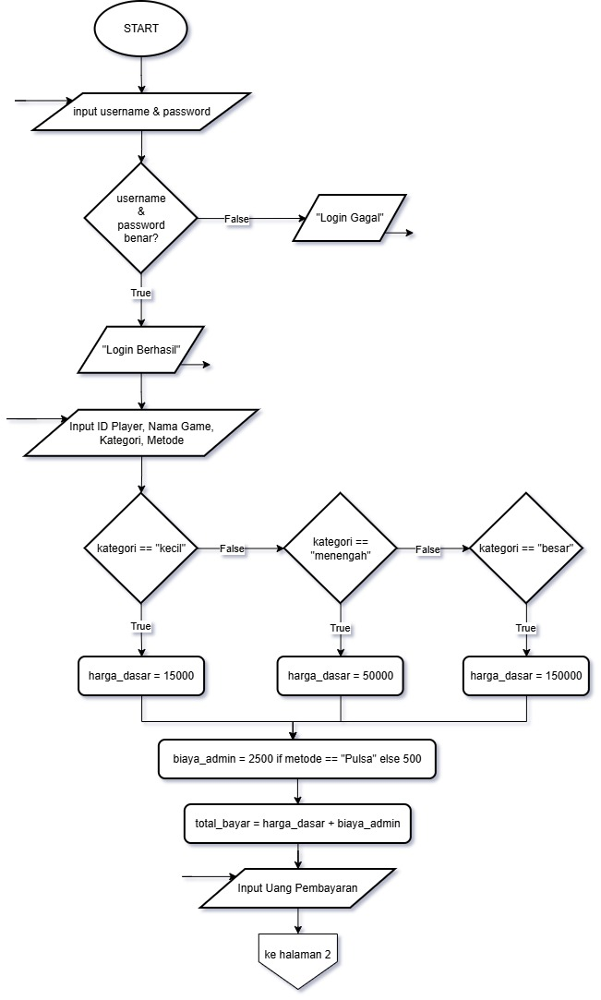 START
input username & password
username
&
password
benar?
False
"Login Gagal"
True
"Login Berhasil"
Input ID Player, Nama Game,
Kategori, Metode
kategori == "kecil"
False
kategori ==
"menengah"
False
kategori == "besar"
True
True
True
harga_dasar = 15000
harga_dasar = 50000
harga_dasar = 150000
biaya_admin = 2500 if metode == "Pulsa" else 500
total_bayar = harga_dasar + biaya_admin
Input Uang Pembayaran
ke halaman 2